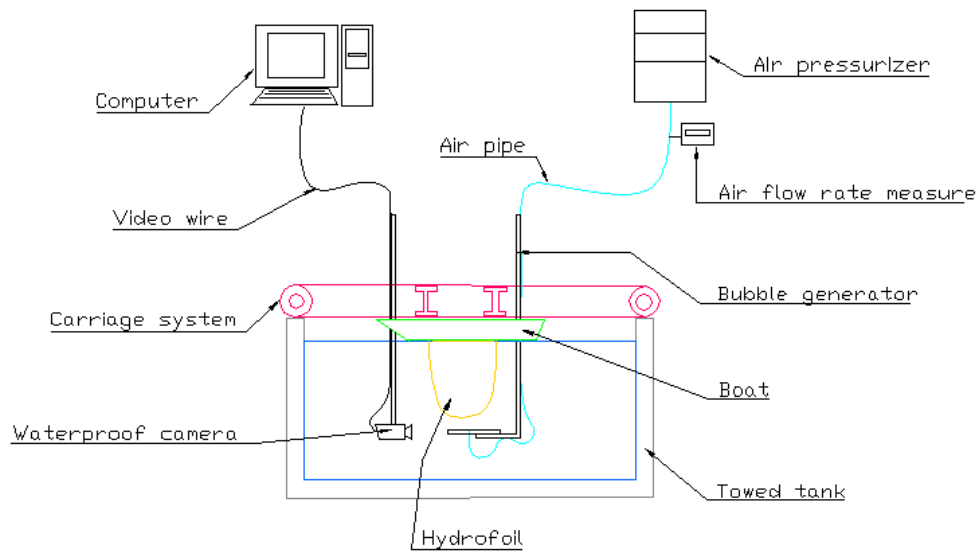 Air pressurizer
Computer
Air pipe
Air flow rate measure
Video wire
Bubble generator
Carriage system
Boat
Waterproof camera
Towed tank
Hydrofoil